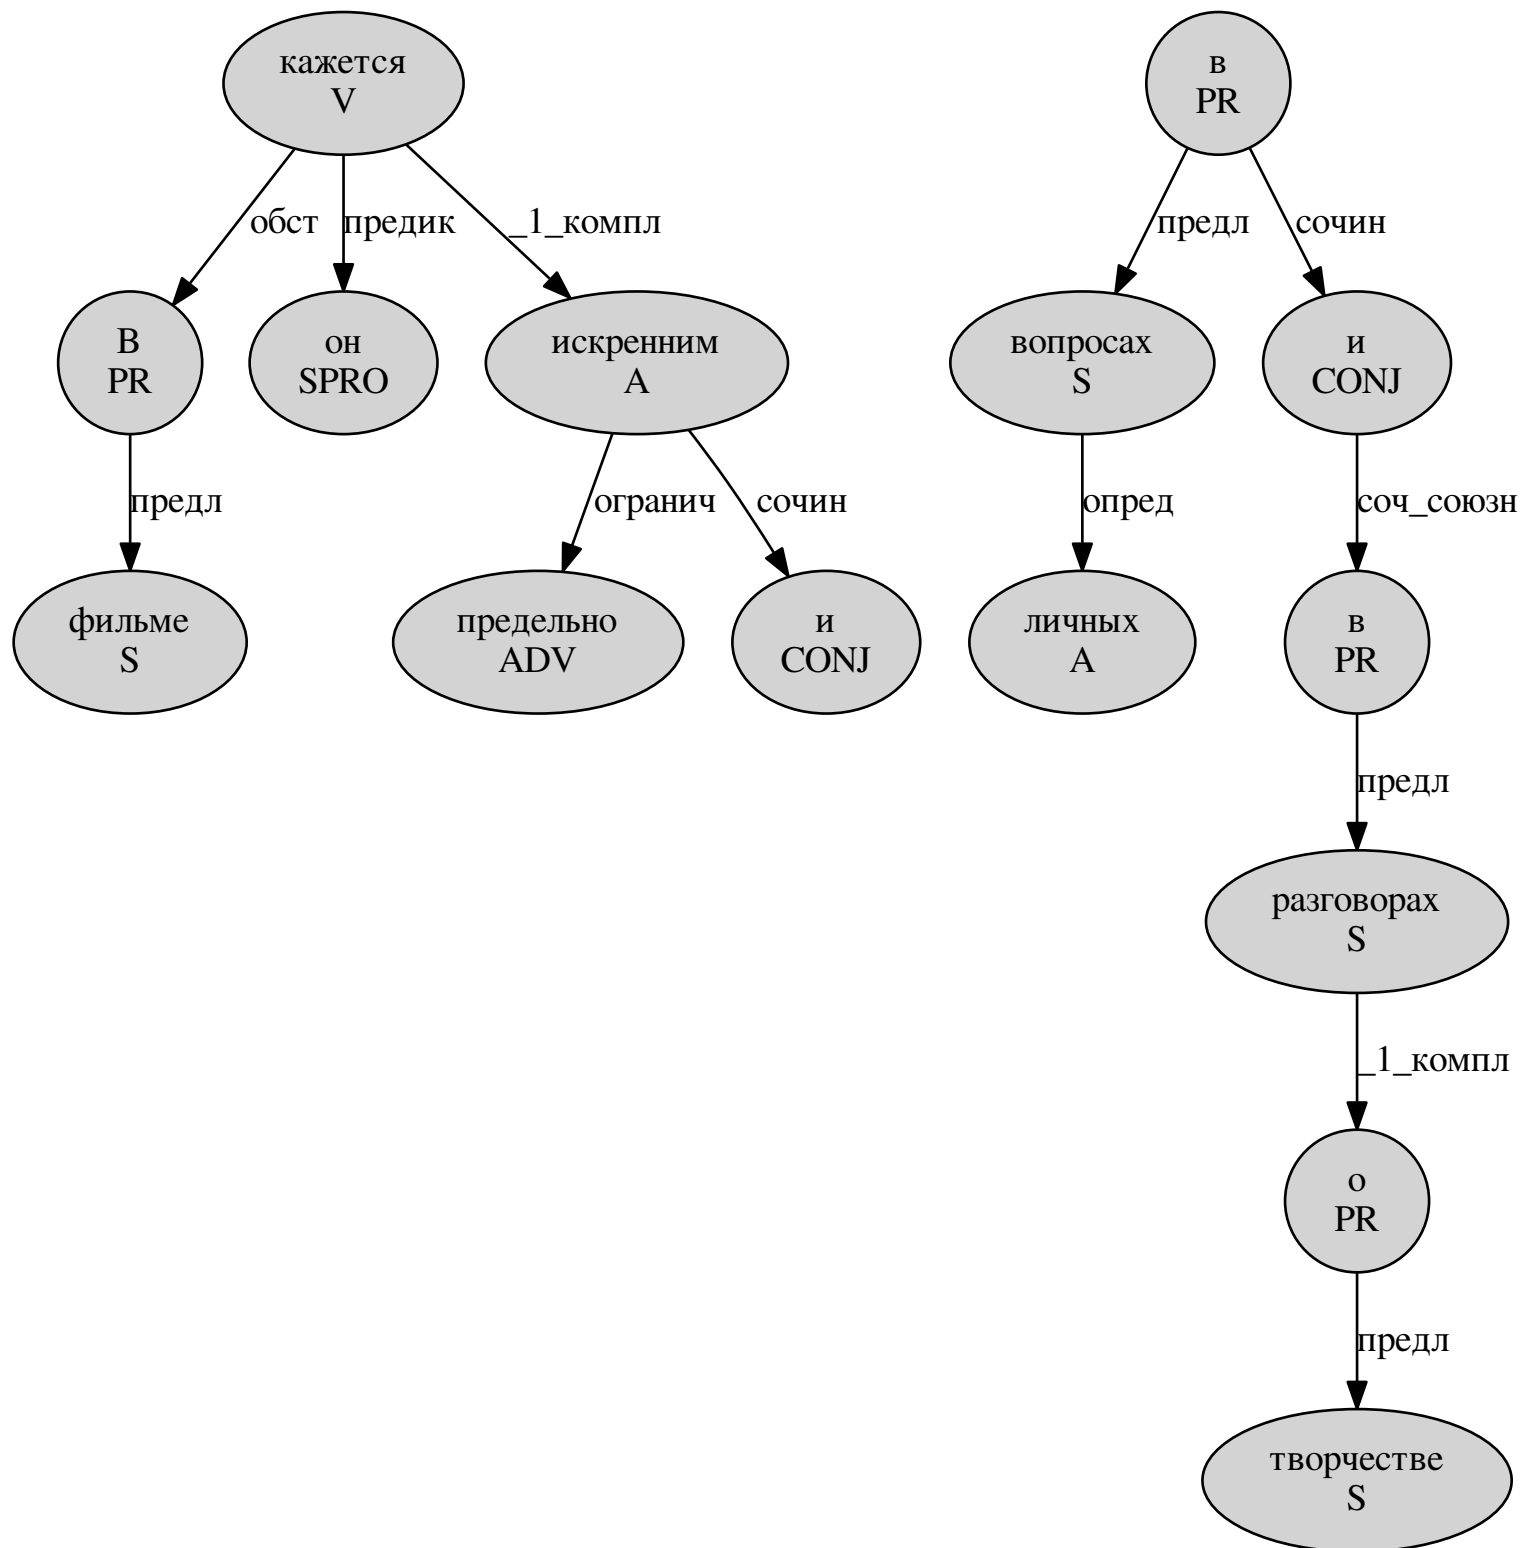 кажется
V
в
PR
обст
предик
_1_компл
предл
сочин
В
PR
он
SPRO
искренним
A
вопросах
S
и
CONJ
предл
огранич
сочин
опред
соч_союзн
фильме
S
предельно
ADV
и
CONJ
личных
A
в
PR
предл
разговорах
S
_1_компл
о
PR
предл
творчестве
S